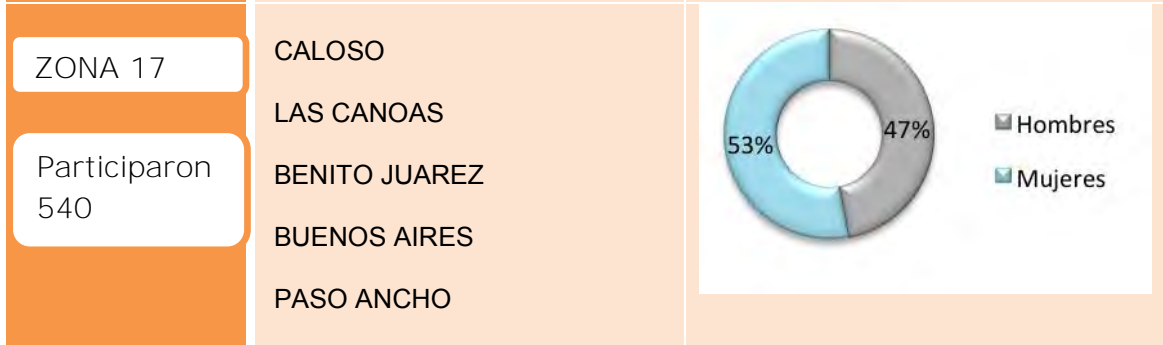 ZONA 17
Participaron
540
CALOSO
LAS CANOAS
BENITO JUAREZ
BUENOS AIRES
PASO ANCHO
53%
47%
Hombres
Mujeres